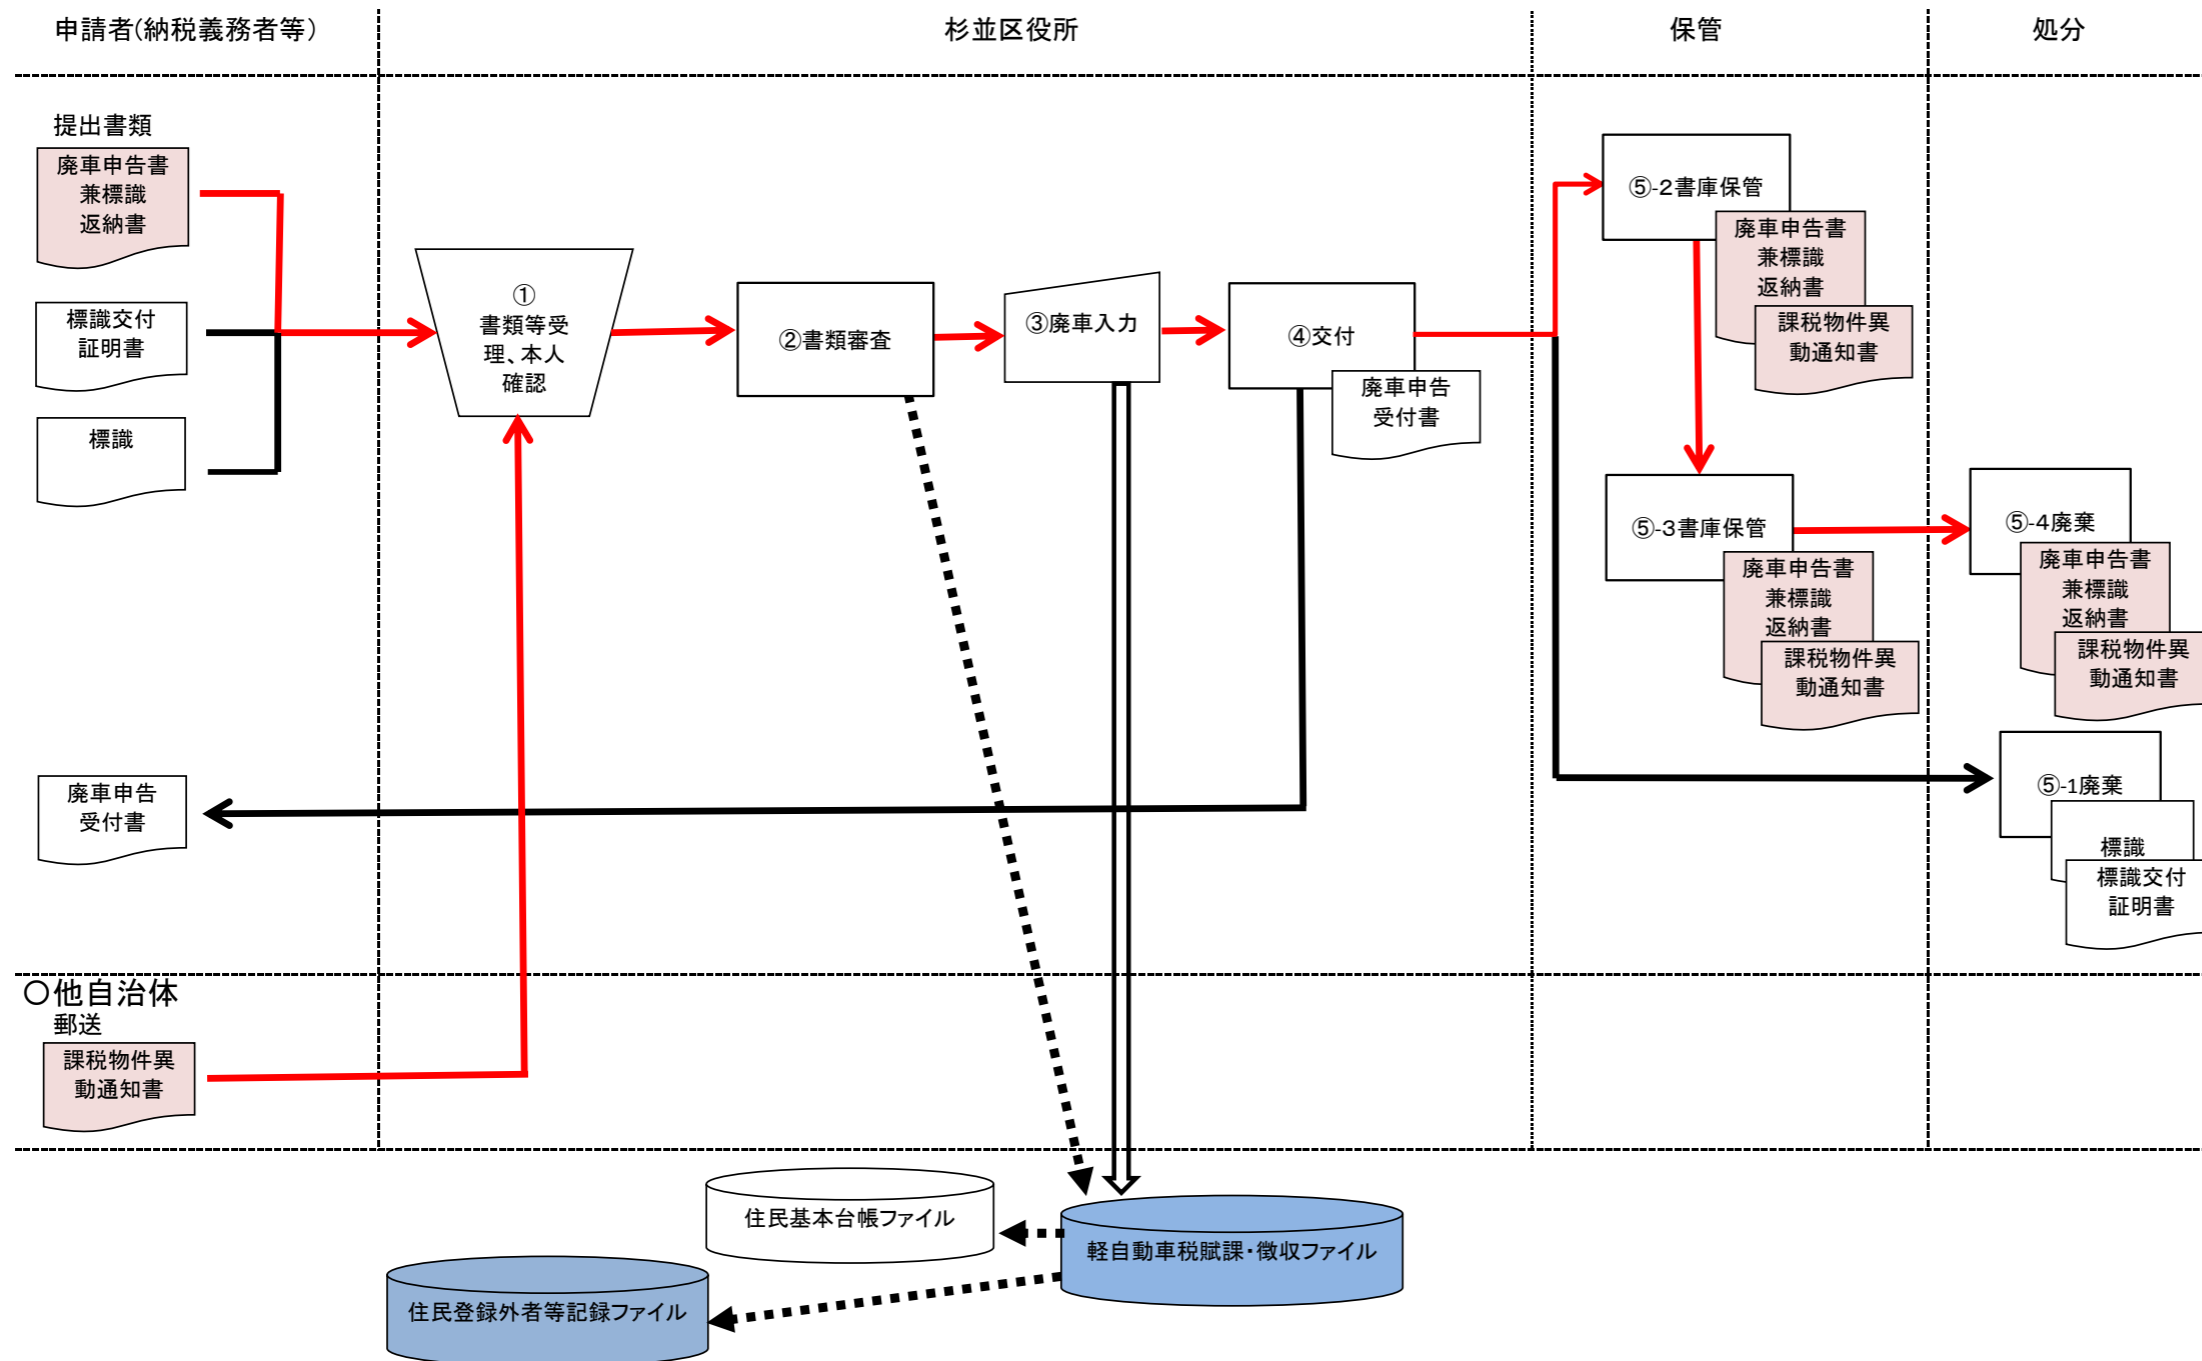 申請者(納税義務者等)
杉並区役所
保管
処分
提出書類
廃車申告書
兼標識
返納書
標識交付
証明書
標識
①
書類等受
理、本人
確認
②書類審査
③廃車入力
④交付
廃車申告
受付書
⑤-2書庫保管
廃車申告書
兼標識
返納書
課税物件異
動通知書
⑤-3書庫保管
廃車申告書
兼標識
返納書
課税物件異
動通知書
⑤-4廃棄
廃車申告書
兼標識
返納書
課税物件異
動通知書
廃車申告
受付書
⑤-1廃棄
標識
標識交付
証明書
〇他自治体
郵送
課税物件異
動通知書
住民基本台帳ファイル
軽自動車税賦課・徴収ファイル
住民登録外者等記録ファイル